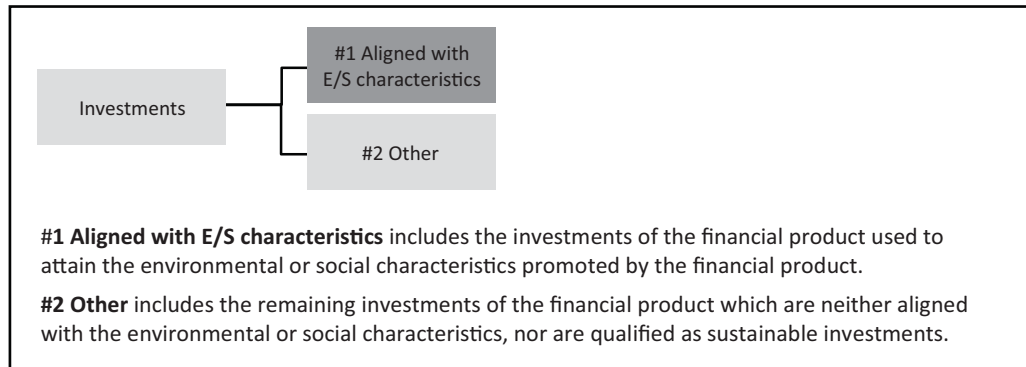 #1 Aligned with
E/S characteristics
Investments
#2 Other
#1 Aligned with E/S characteristics includes the investments of the financial product used to
attain the environmental or social characteristics promoted by the financial product.
#2 Other includes the remaining investments of the financial product which are neither aligned
with the environmental or social characteristics, nor are qualified as sustainable investments.